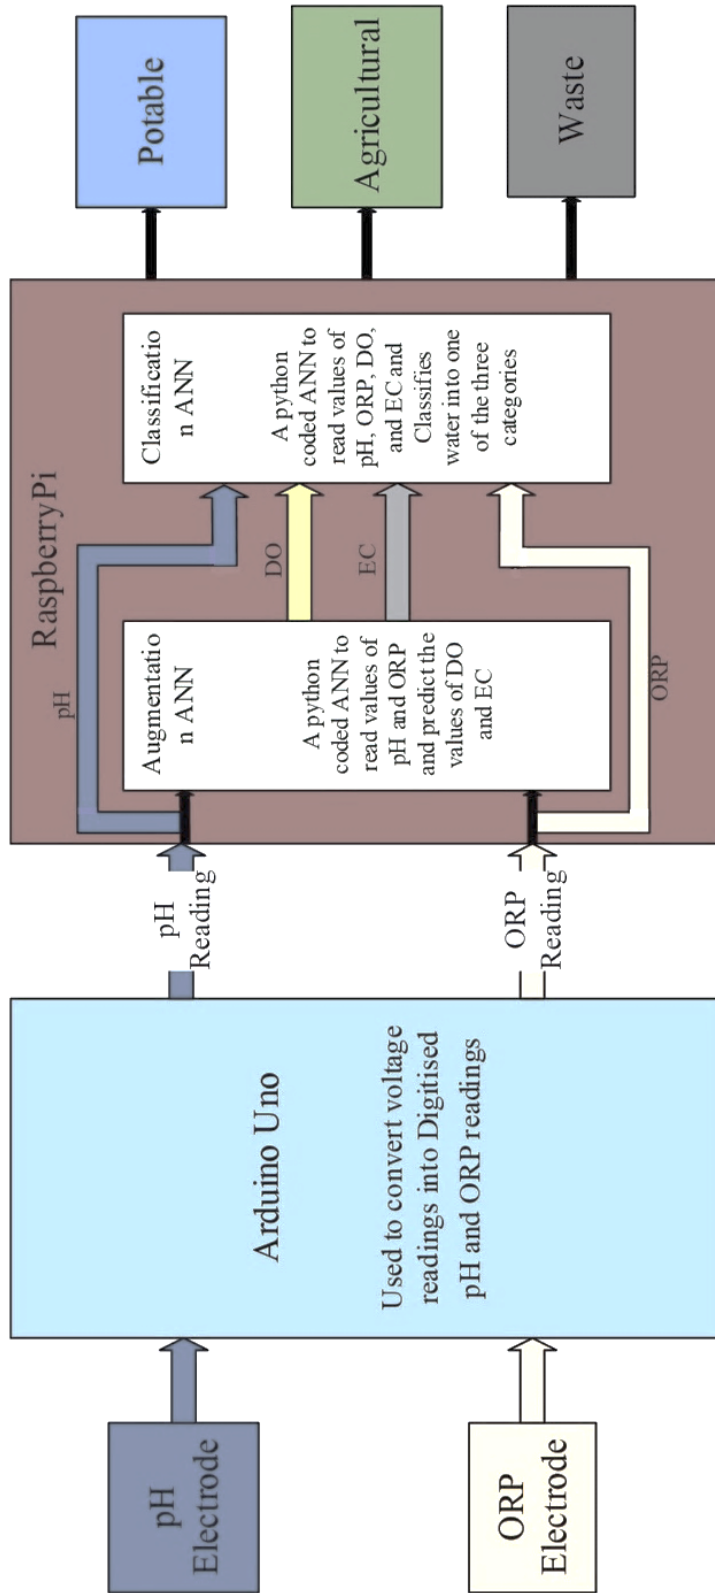 pH
Electrode
ORP
Electrode
Arduino Uno
Used to convert voltage
readings into Digitised
pH and ORP readings
pH
Reading
ORP
Reading
RaspberryPi
pH
Augmentatio
n ANN
A python
coded ANN to
read values of
pH and ORP
and predict the
values of DO
and EC
DO
EC
ORP
Classificatio
n ANN
A python
coded ANN to
read values of
pH, ORP, DO,
and EC and
Classifies
water into one
of the three
categories
Potable
Agricultural
Waste